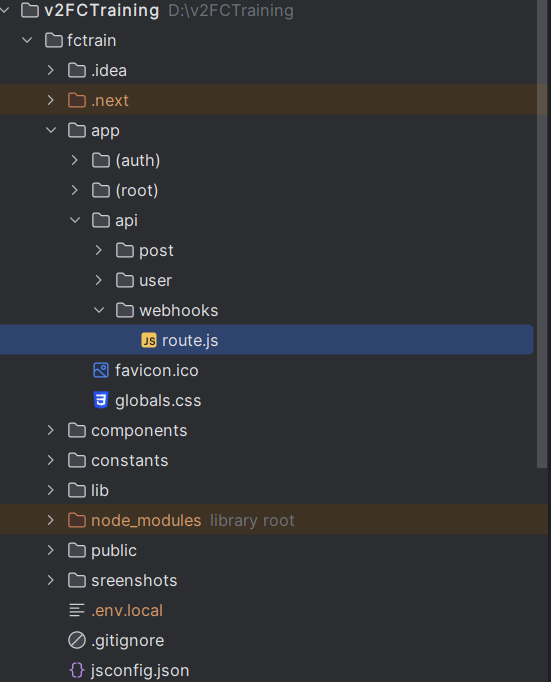 v2FCTraining D:\v2FCTraining
fctrain
.idea
.next
app
(auth)
(root)
api
post
user
webhooks
JS route.js
favicon.ico
globals.css
components
constants
lib
node_modules library root
public
sreenshots
.env.local
.gitignore
jsconfig.json